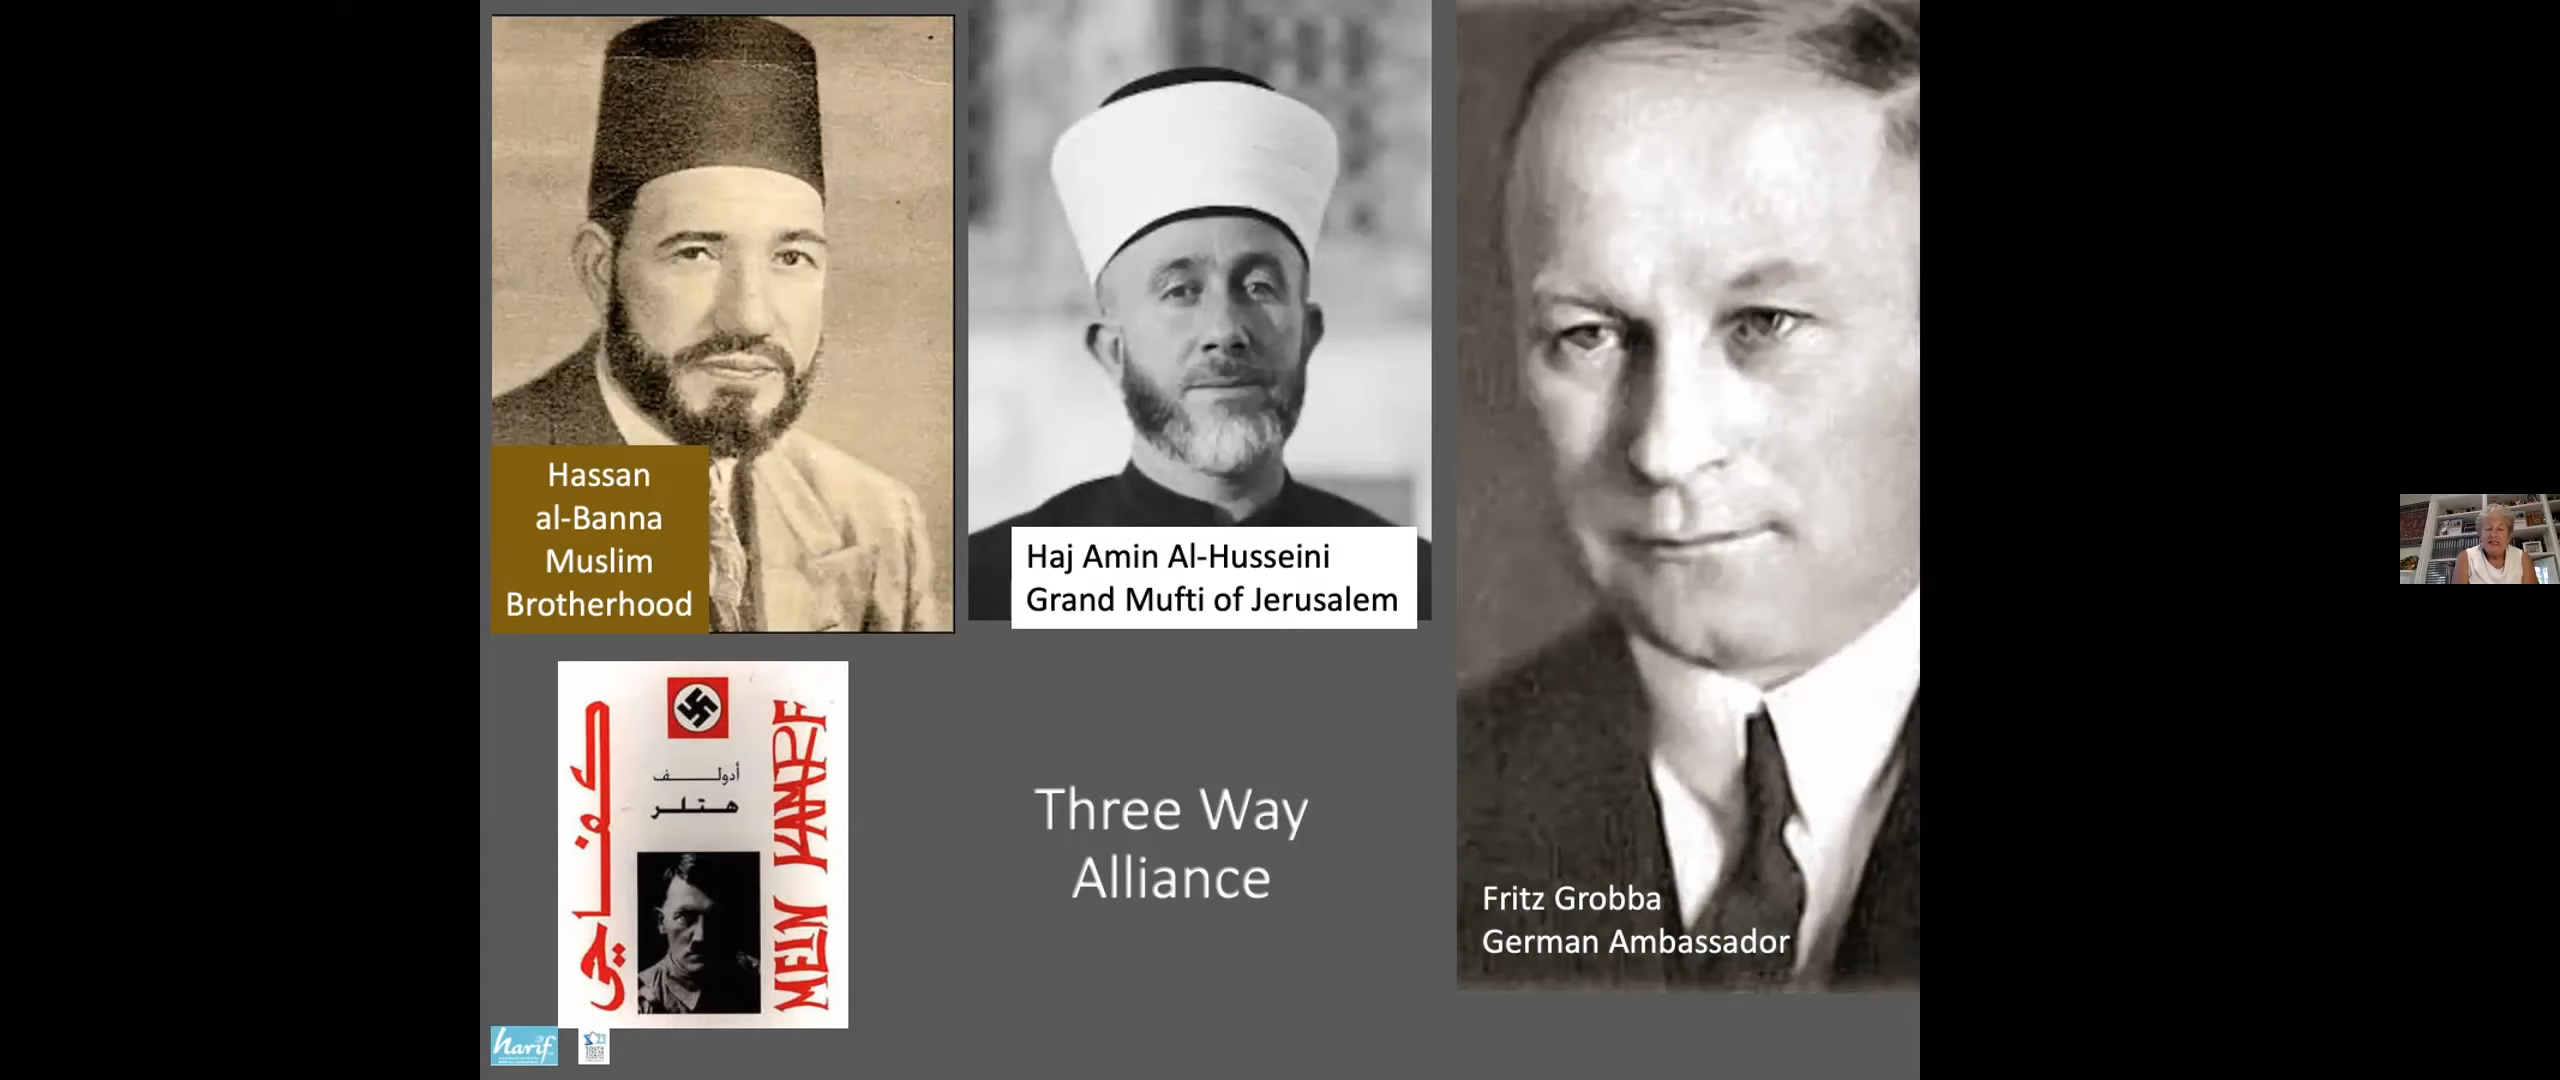 Hassan
al-Banna
Muslim
Brotherhood
Haj Amin Al-Husseini
Grand Mufti of Jerusalem
Fritz Grobba
German Ambassador
Three Way
Alliance
كفاحي
أدولف
هتلر
MEIN KAMPF
harif
SOUTH